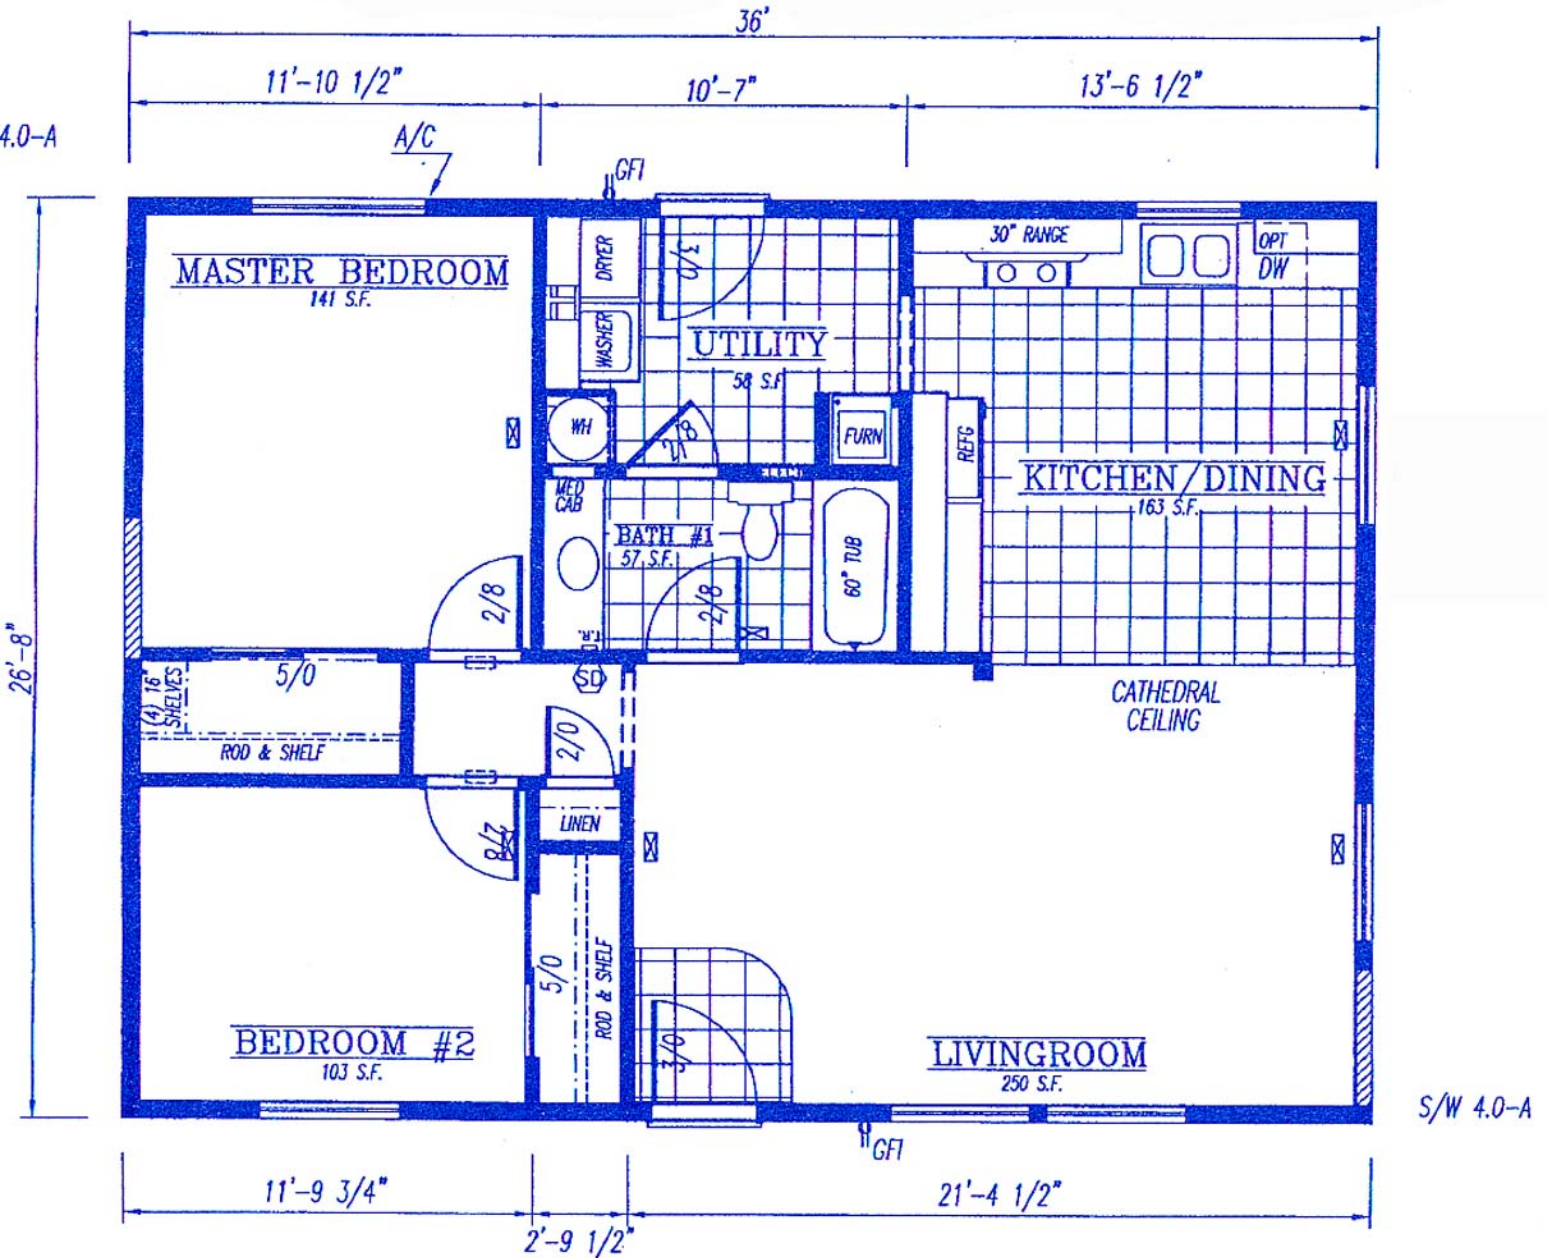 36'
11'-10 1/2"
10'-7"
13'-6 1/2"
4.0-A
A/C
GFI
MASTER BEDROOM
141 S.F.
DRYER
3/0
30" RANGE
OPT
DW
WASHER
UTILITY
58 S.F.
WH
2/8
FURN
REFG
KITCHEN/DINING
163 S.F.
MED
CAB
BATH #1
57 S.F.
60" TUB
2/8
2/8
T.R.
26'-8"
(4) 16"
SHELVES
5/0
SD
CATHEDRAL
CEILING
ROD & SHELF
2/0
LINEN
2/8
5/0
ROD & SHELF
3/0
BEDROOM #2
103 S.F.
LIVINGROOM
250 S.F.
S/W 4.0-A
GFI
11'-9 3/4"
2'-9 1/2"
21'-4 1/2"